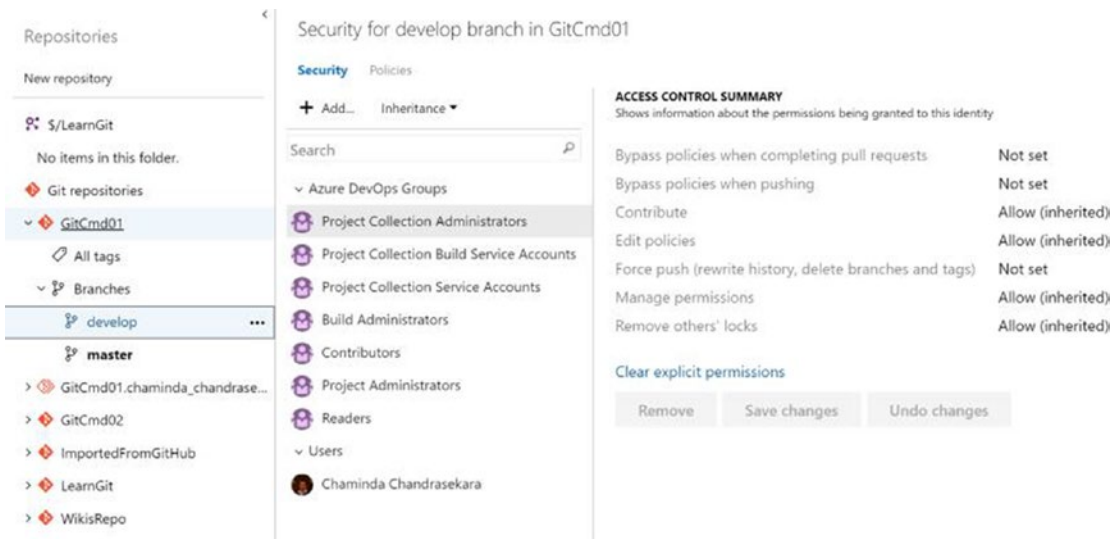 Repositories
New repository
$/LearnGit
No items in this folder.
Git repositories
GitCmd01
All tags
Branches
develop
master
GitCmd01.chaminda_chandrase...
GitCmd02
ImportedFromGitHub
LearnGit
WikisRepo
Security for develop branch in GitCmd01
Security Policies
+ Add... Inheritance
Search
Azure DevOps Groups
Project Collection Administrators
Project Collection Build Service Accounts
Project Collection Service Accounts
Build Administrators
Contributors
Project Administrators
Readers
Users
Chaminda Chandrasekara
ACCESS CONTROL SUMMARY
Shows information about the permissions being granted to this identity
Bypass policies when completing pull requests Not set
Bypass policies when pushing Not set
Contribute Allow (inherited)
Edit policies Allow (inherited)
Force push (rewrite history, delete branches and tags) Not set
Manage permissions Allow (inherited)
Remove others' locks Allow (inherited)
Clear explicit permissions
Remove Save changes Undo changes